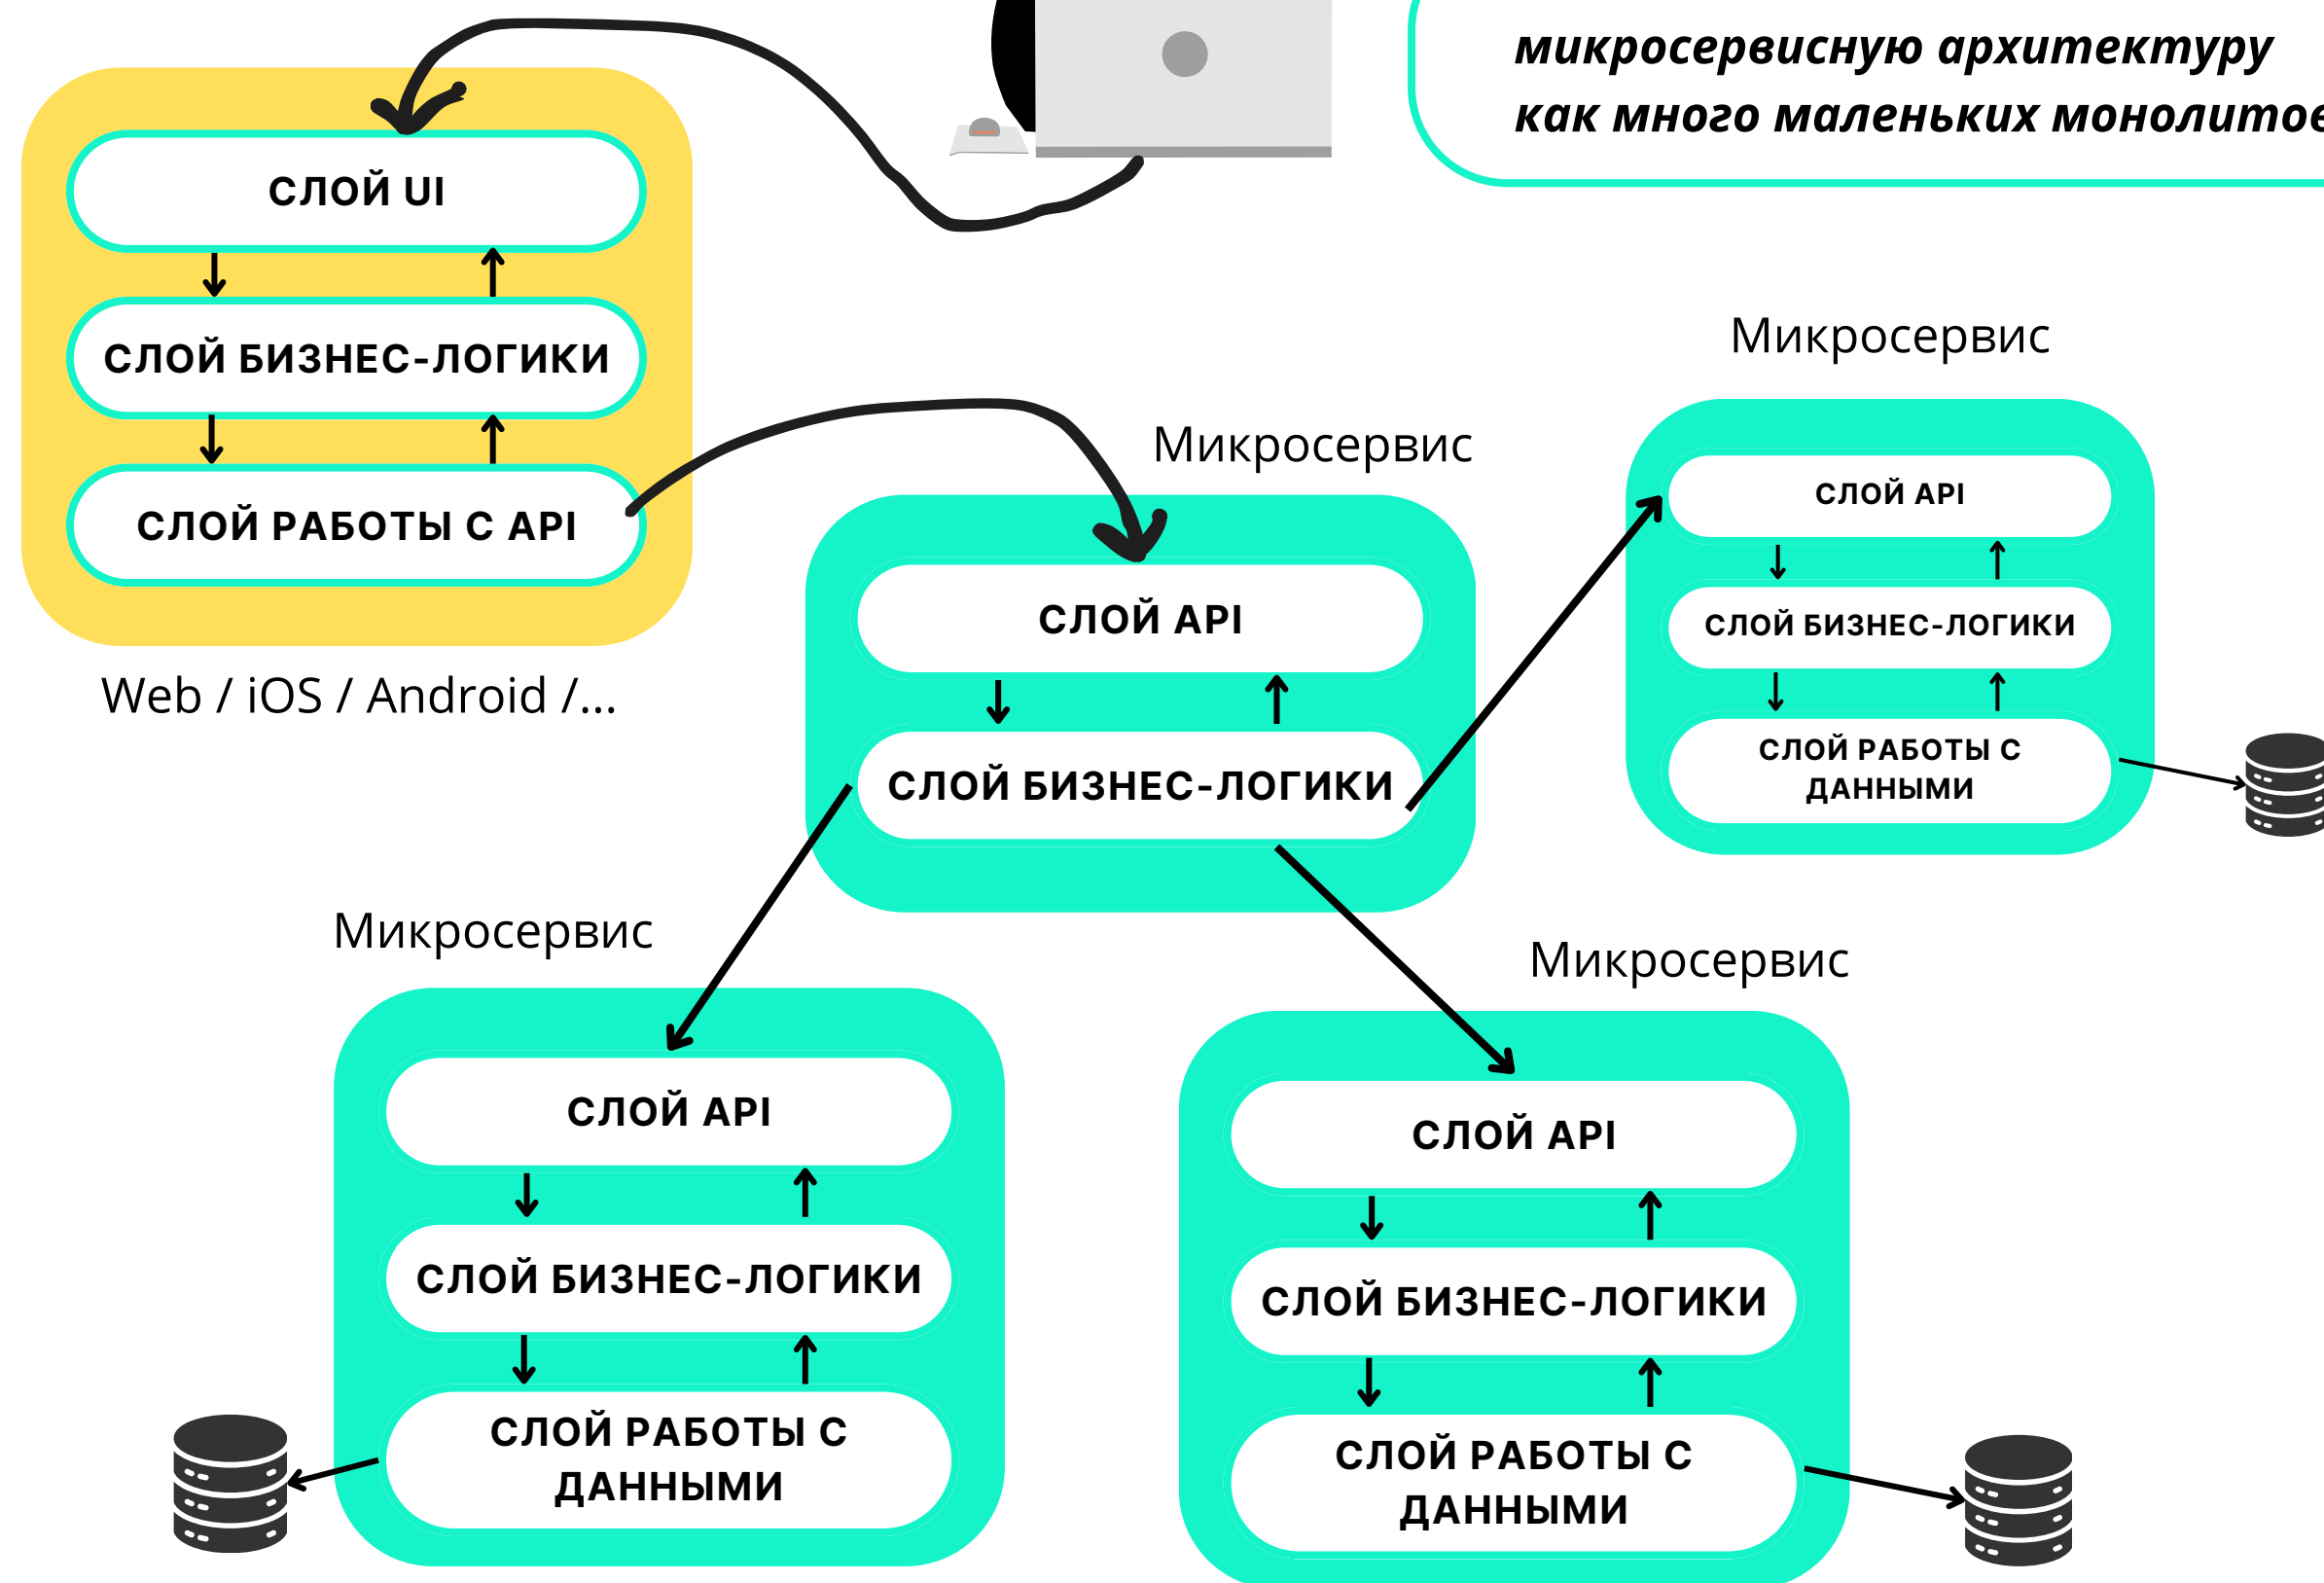 микросервисную архитектуру
как много маленьких монолитов
СЛОЙ UI
СЛОЙ БИЗНЕС-ЛОГИКИ
СЛОЙ РАБОТЫ С API
Web / iOS / Android /...
Микросервис
СЛОЙ API
СЛОЙ БИЗНЕС-ЛОГИКИ
Микросервис
СЛОЙ API
СЛОЙ БИЗНЕС-ЛОГИКИ
СЛОЙ РАБОТЫ С
ДАННЫМИ
Микросервис
СЛОЙ API
СЛОЙ БИЗНЕС-ЛОГИКИ
СЛОЙ РАБОТЫ С
ДАННЫМИ
Микросервис
СЛОЙ API
СЛОЙ БИЗНЕС-ЛОГИКИ
СЛОЙ РАБОТЫ С
ДАННЫМИ